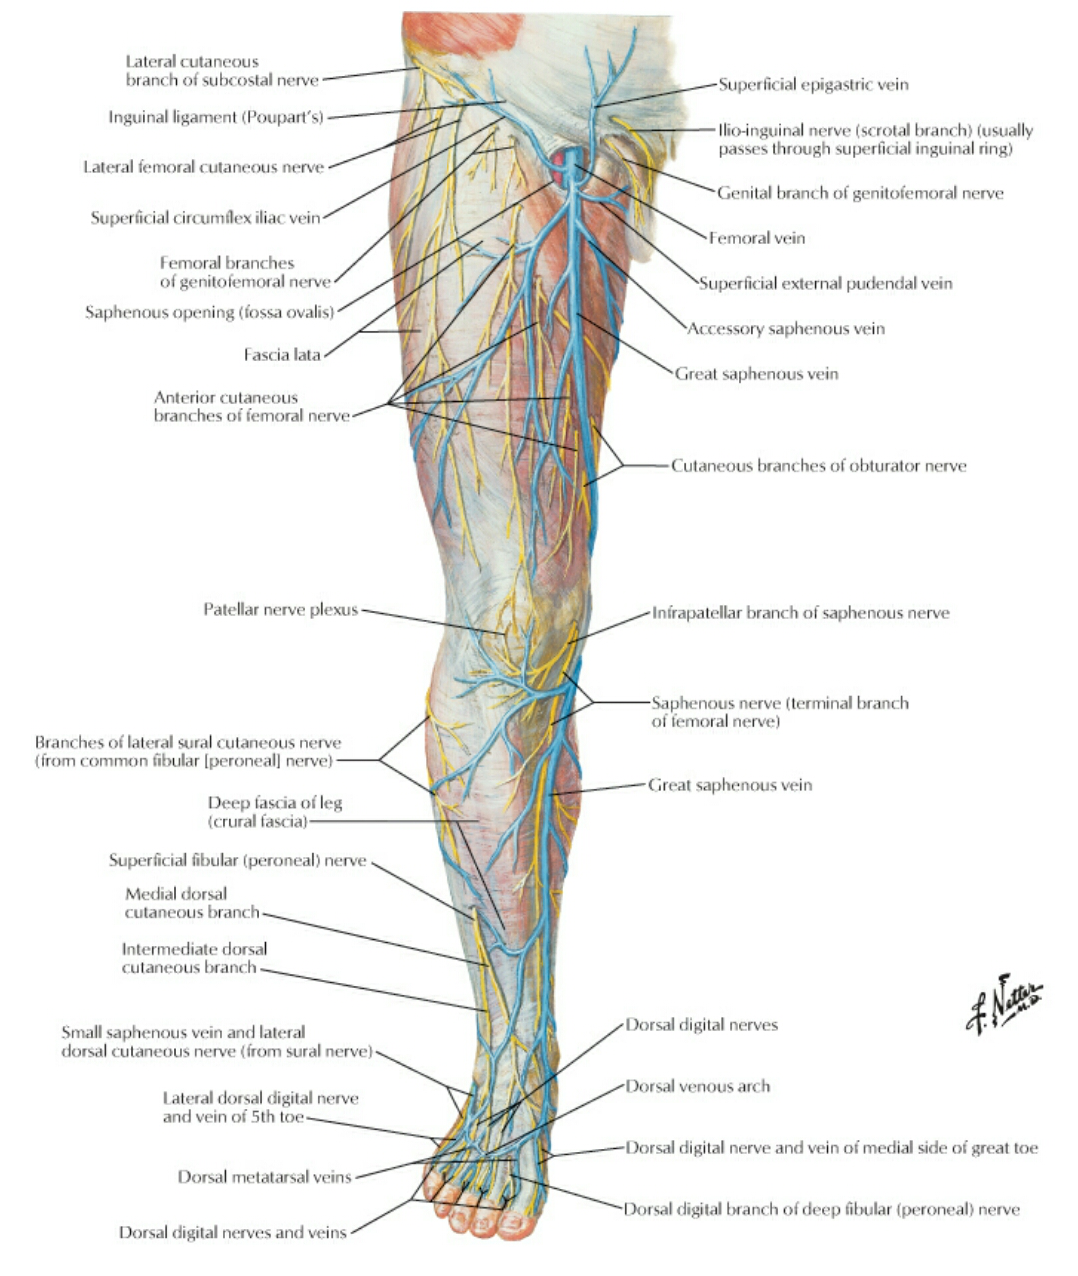 Lateral cutaneous
branch of subcostal nerve
Inguinal ligament (Poupart's)
Lateral femoral cutaneous nerve
Superficial circumflex iliac vein
Femoral branches
of genitofemoral nerve
Saphenous opening (fossa ovalis)
Fascia lata
Anterior cutaneous
branches of femoral nerve
Patellar nerve plexus
Branches of lateral sural cutaneous nerve
(from common fibular [peroneal] nerve)
Deep fascia of leg
(crural fascia)
Superficial fibular (peroneal) nerve
Medial dorsal
cutaneous branch
Intermediate dorsal
cutaneous branch
Small saphenous vein and lateral
dorsal cutaneous nerve (from sural nerve)
Lateral dorsal digital nerve
and vein of 5th toe
Dorsal metatarsal veins
Dorsal digital nerves and veins
Superficial epigastric vein
Ilio-inguinal nerve (scrotal branch) (usually
passes through superficial inguinal ring)
Genital branch of genitofemoral nerve
Femoral vein
Superficial external pudendal vein
Accessory saphenous vein
Great saphenous vein
Cutaneous branches of obturator nerve
Infrapatellar branch of saphenous nerve
Saphenous nerve (terminal branch
of femoral nerve)
Great saphenous vein
F. Netter
M.D.
Dorsal digital nerves
Dorsal venous arch
Dorsal digital nerve and vein of medial side of great toe
Dorsal digital branch of deep fibular (peroneal) nerve